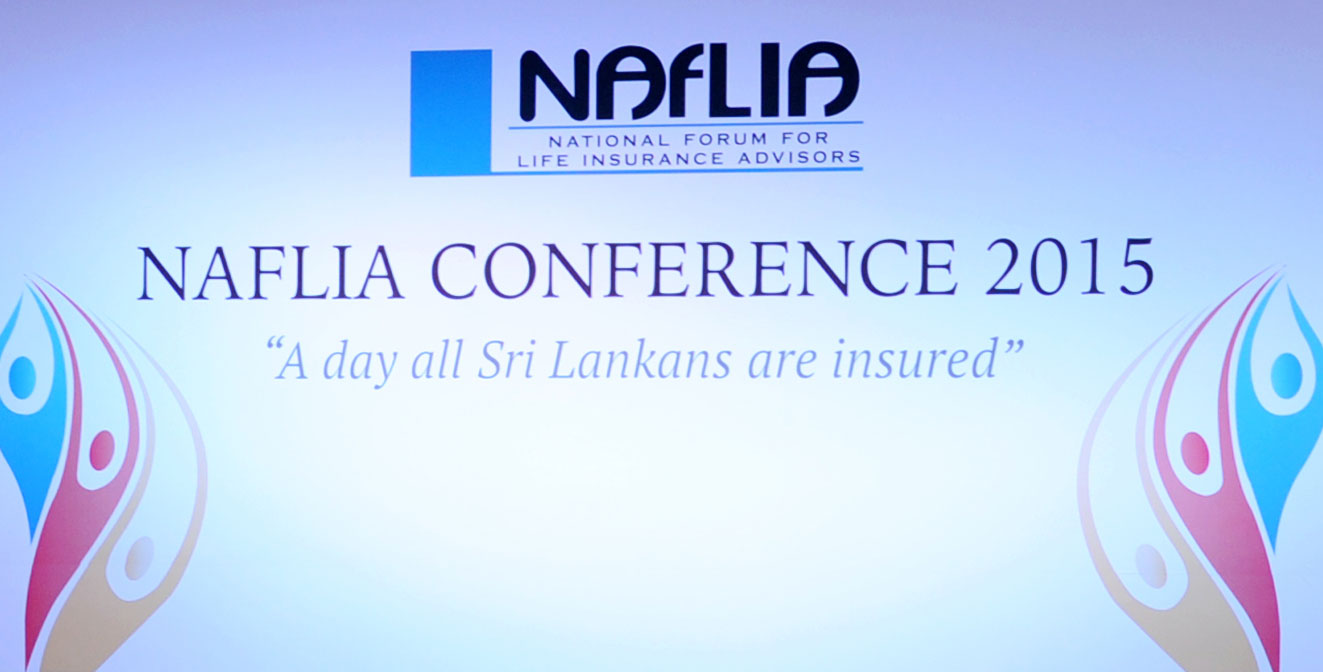 NAFLIA
NATIONAL FORUM FOR
LIFE INSURANCE ADVISORS
NAFLIA CONFERENCE 2015
“A day all Sri Lankans are insured”